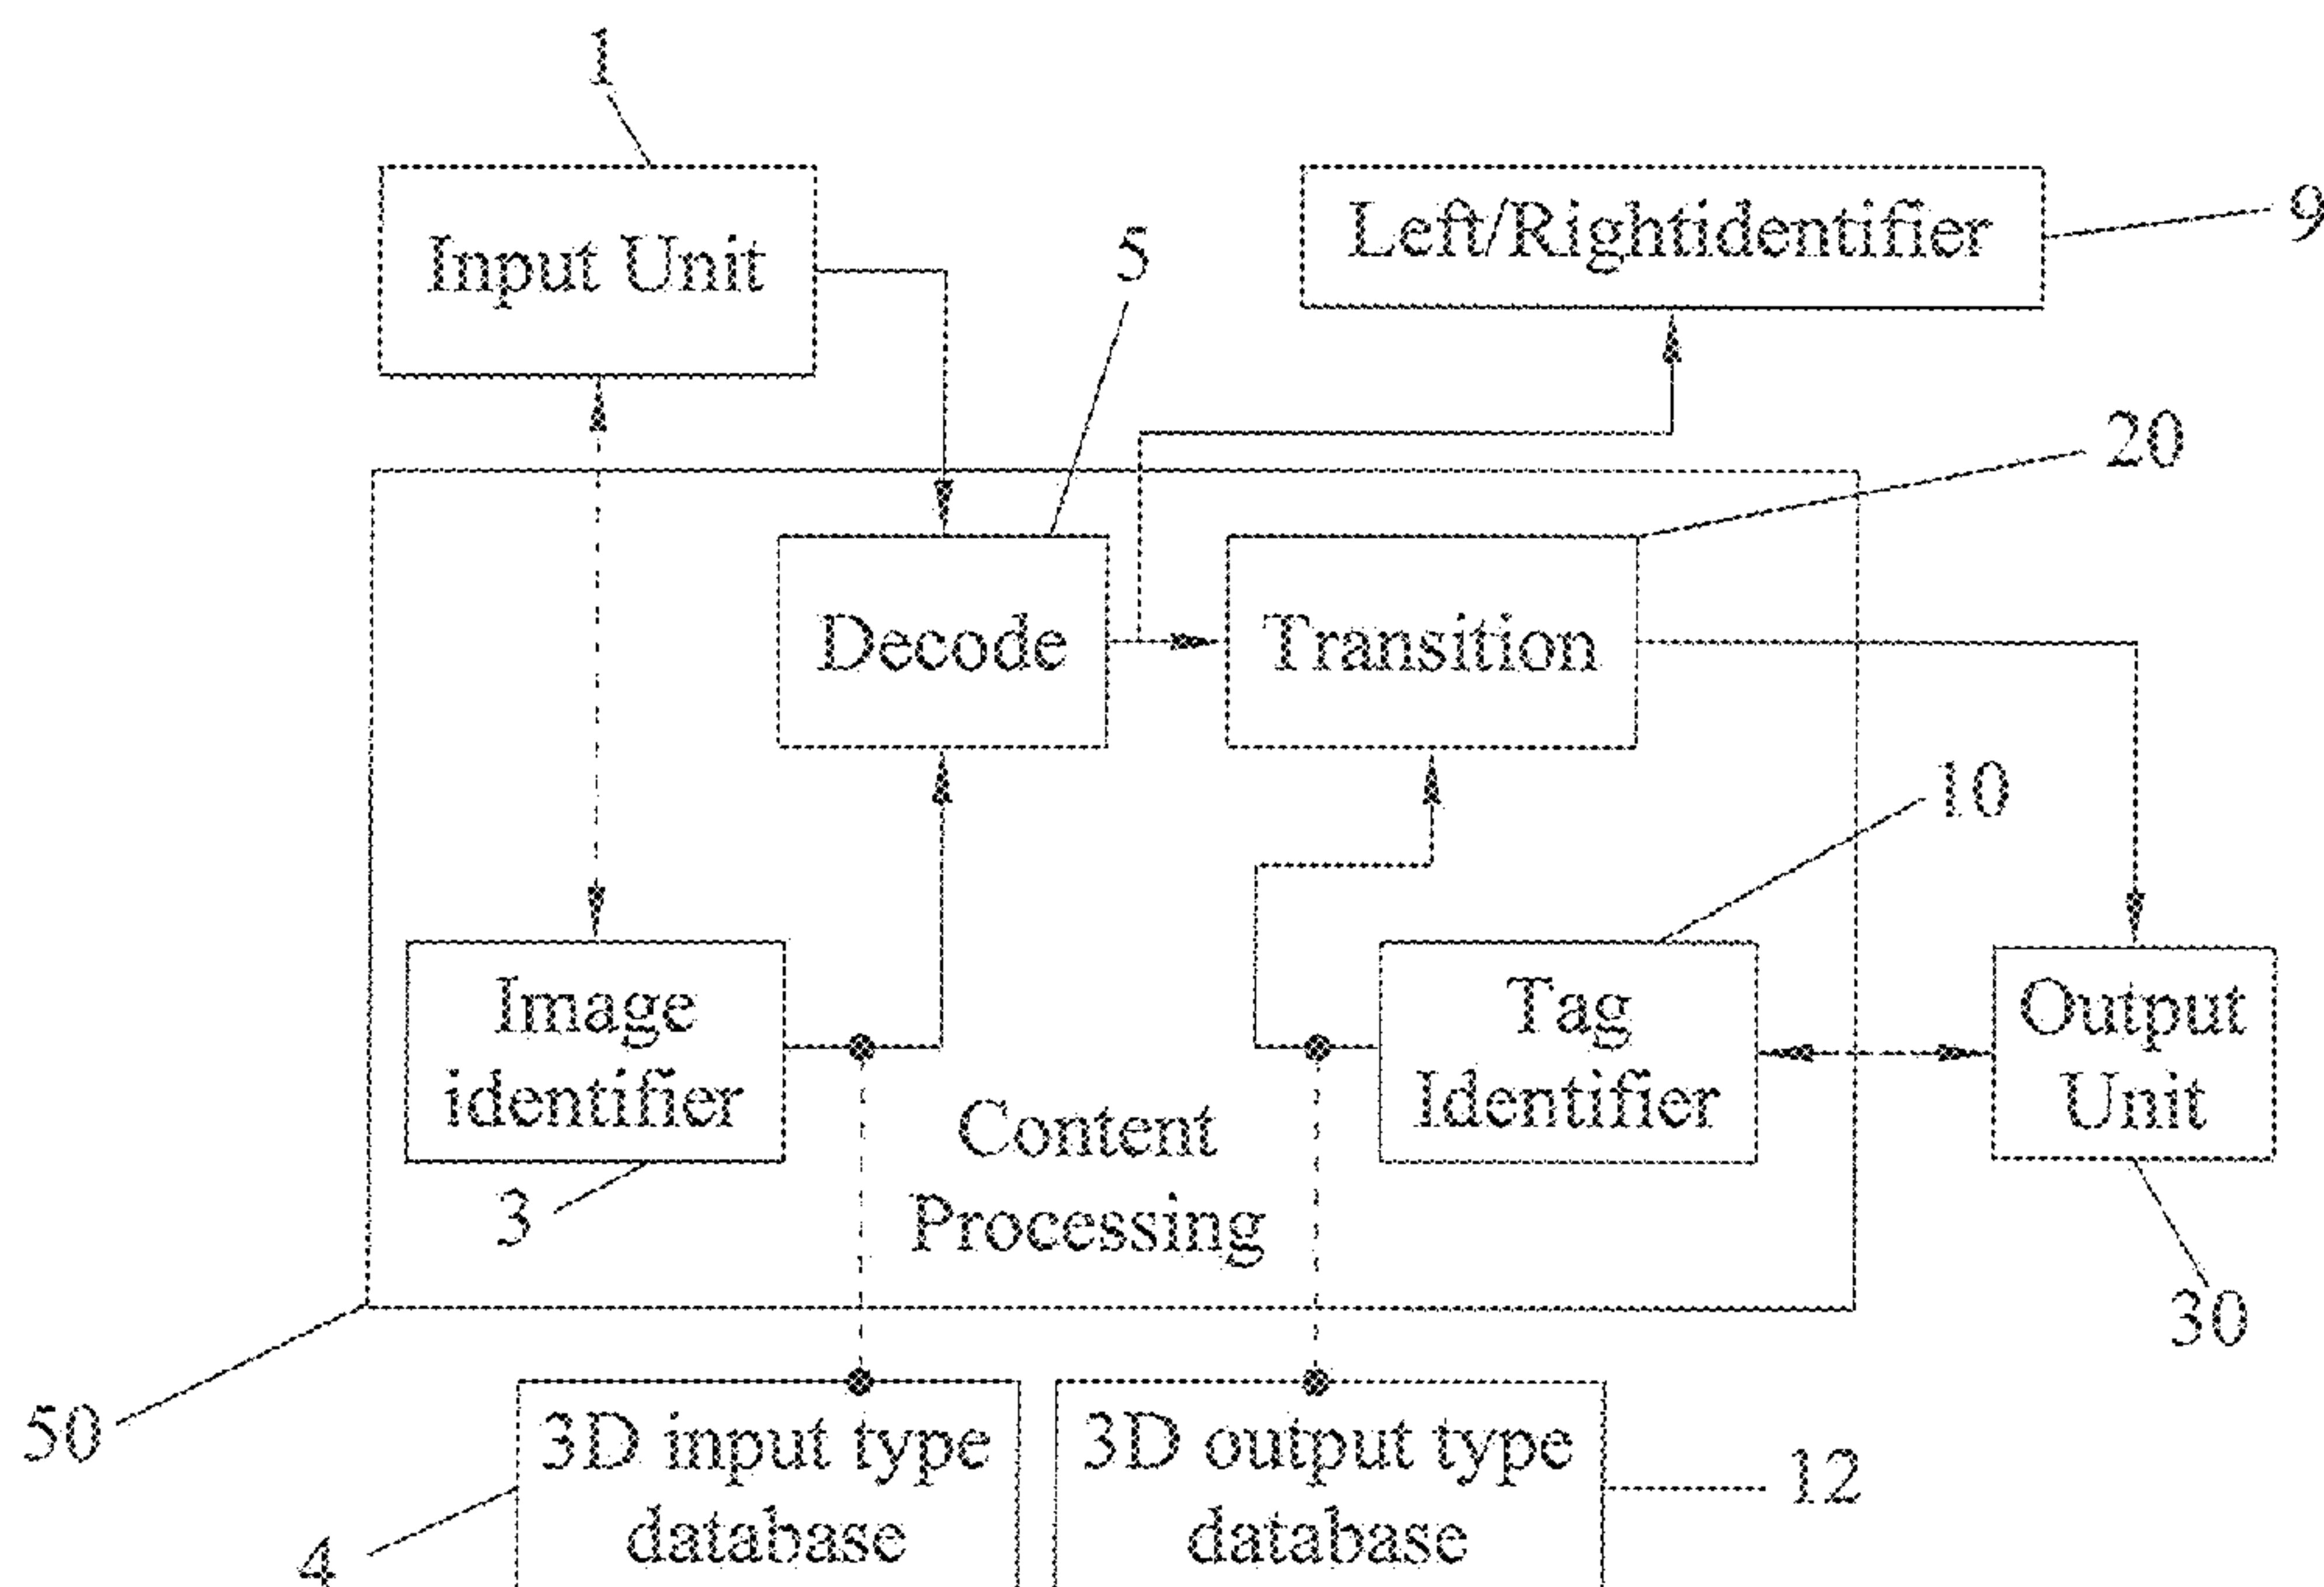 1
Input Unit
5
Left/Rightidentifier
9
20
Decode
Transition
10
Image
identifier
3
Content
Processing
Tag
Identifier
Output
Unit
30
50
3D input type
database
4
3D output type
database
12